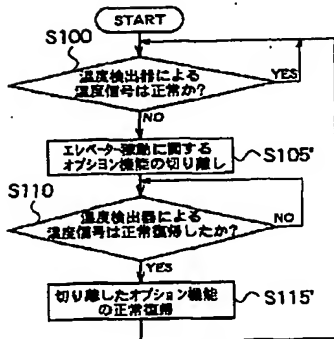 START
S100
温度検出器による
温度信号は正常か?
YES
NO
エレベーター稼動に関する
オプション機能の切り離し
S105'
S110
温度検出器による
温度信号は正常復帰したか?
NO
YES
切り離したオプション機能
の正常復帰
S115'